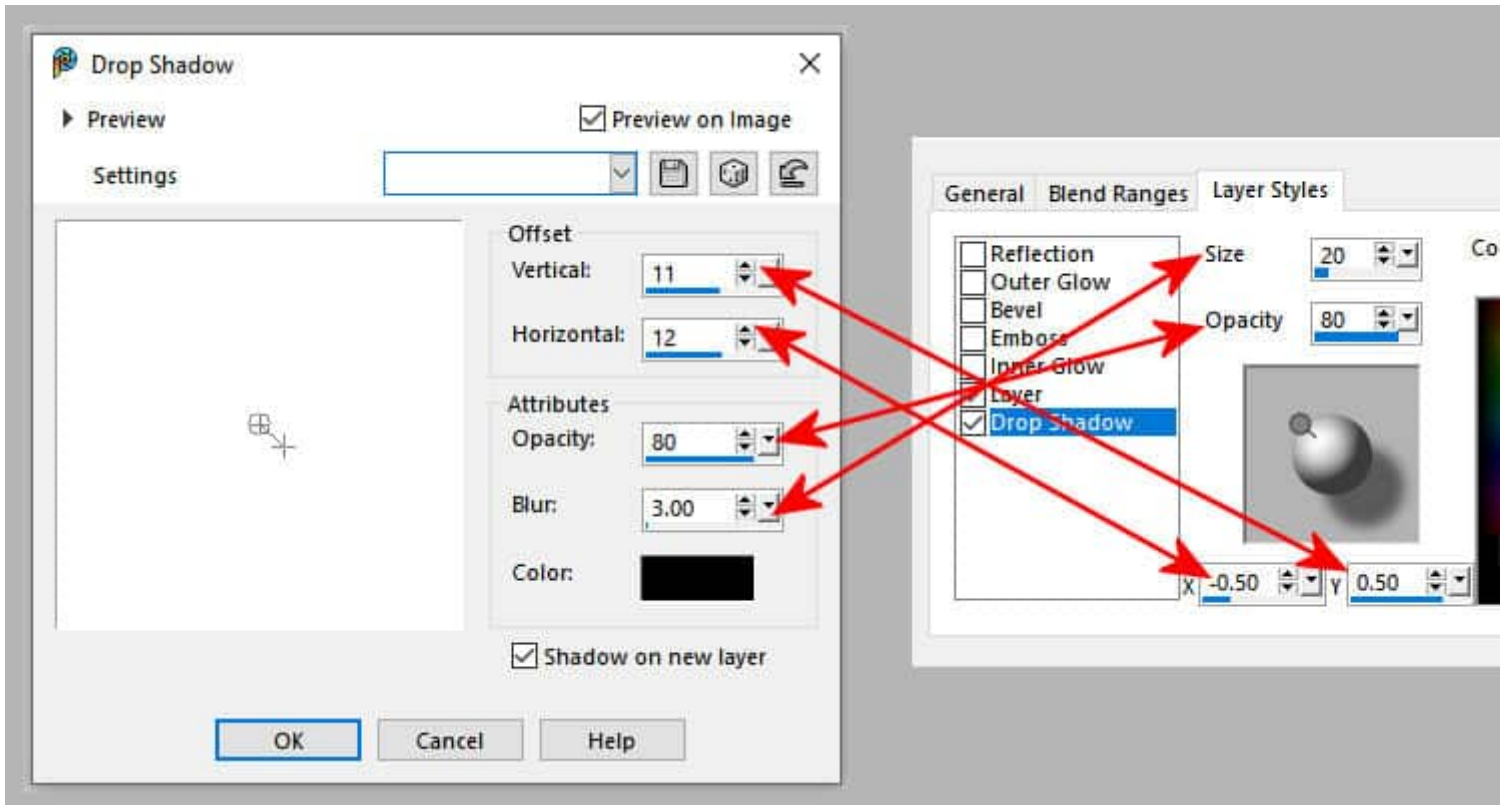 Drop Shadow
Preview
Preview on Image
Settings
Offset
Vertical: 11
Horizontal: 12
Attributes
Opacity: 80
Blur: 3.00
Color:
Shadow on new layer
OK Cancel Help
General Blend Ranges Layer Styles
Reflection
Outer Glow
Bevel
Emboss
Inner Glow
Layer
Drop Shadow
Size 20
Opacity 80
Co
X -0.50 Y 0.50